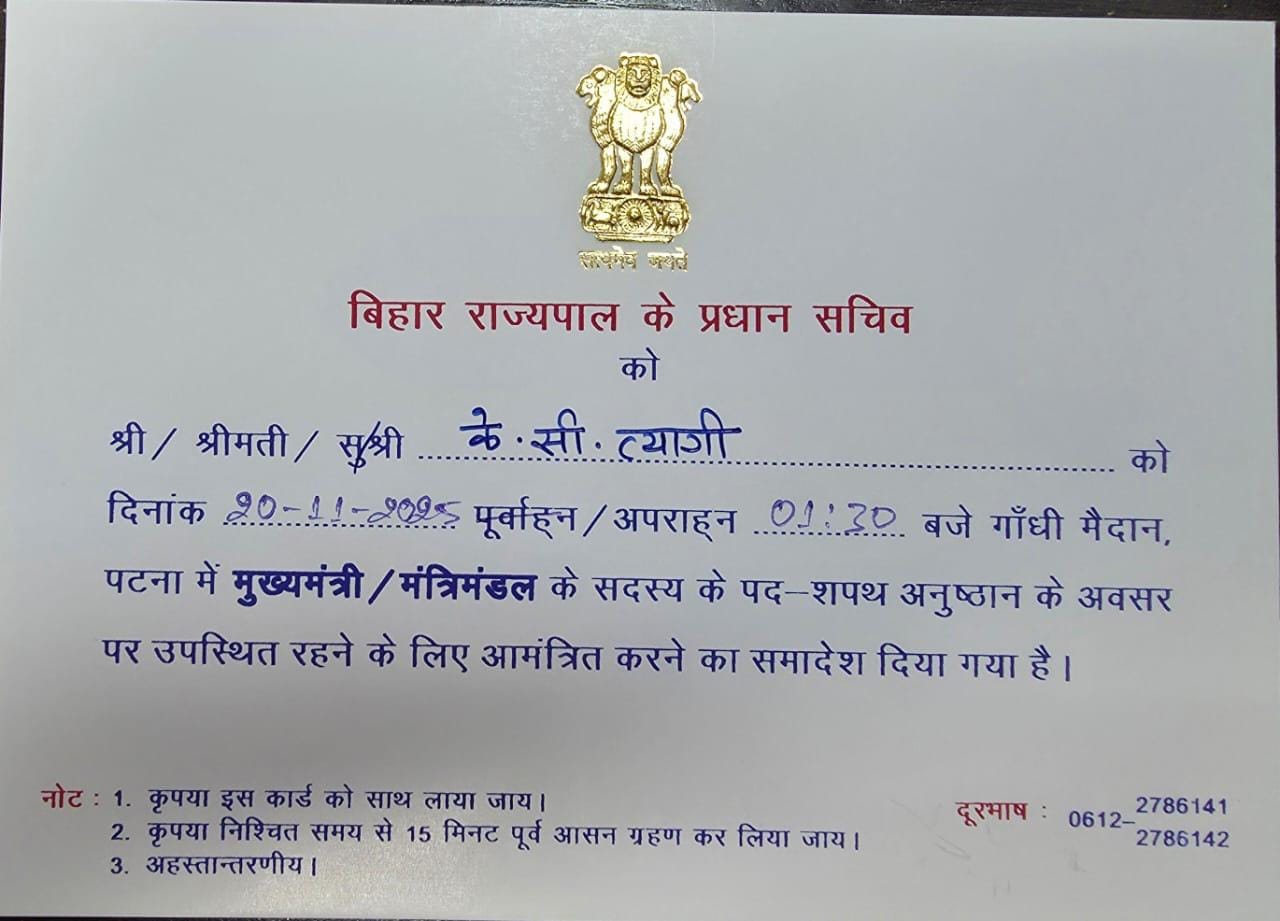 सत्यमेव जयते
बिहार राज्यपाल के प्रधान सचिव
को
श्री / श्रीमती / सुश्री के. सी. त्यागी को
दिनांक 20-11-2025 पूर्वाह्न / अपराह्न 01:30 बजे गाँधी मैदान,
पटना में मुख्यमंत्री / मंत्रिमंडल के सदस्य के पद-शपथ अनुष्ठान के अवसर
पर उपस्थित रहने के लिए आमंत्रित करने का समादेश दिया गया है।
नोट : 1. कृपया इस कार्ड को साथ लाया जाय।
2. कृपया निश्चित समय से 15 मिनट पूर्व आसन ग्रहण कर लिया जाय।
3. अहस्तान्तरणीय।
दूरभाष : 0612- 2786141
2786142